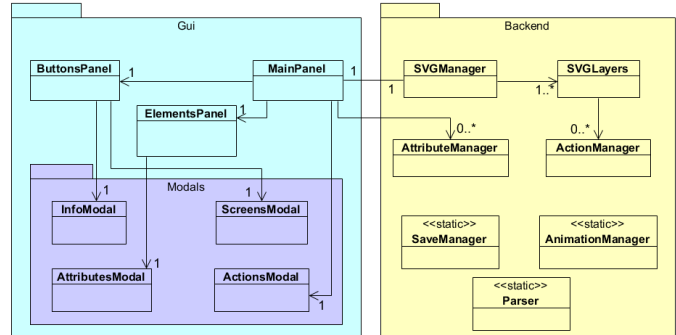 Gui
Backend
ButtonsPanel
1
MainPanel
1
1
SVGManager
1..*
SVGLayers
ElementsPanel
1
0..*
AttributeManager
0..*
ActionManager
Modals
1
InfoModal
1
ScreensModal
<<static>>
SaveManager
<<static>>
AnimationManager
1
AttributesModal
ActionsModal
1
<<static>>
Parser